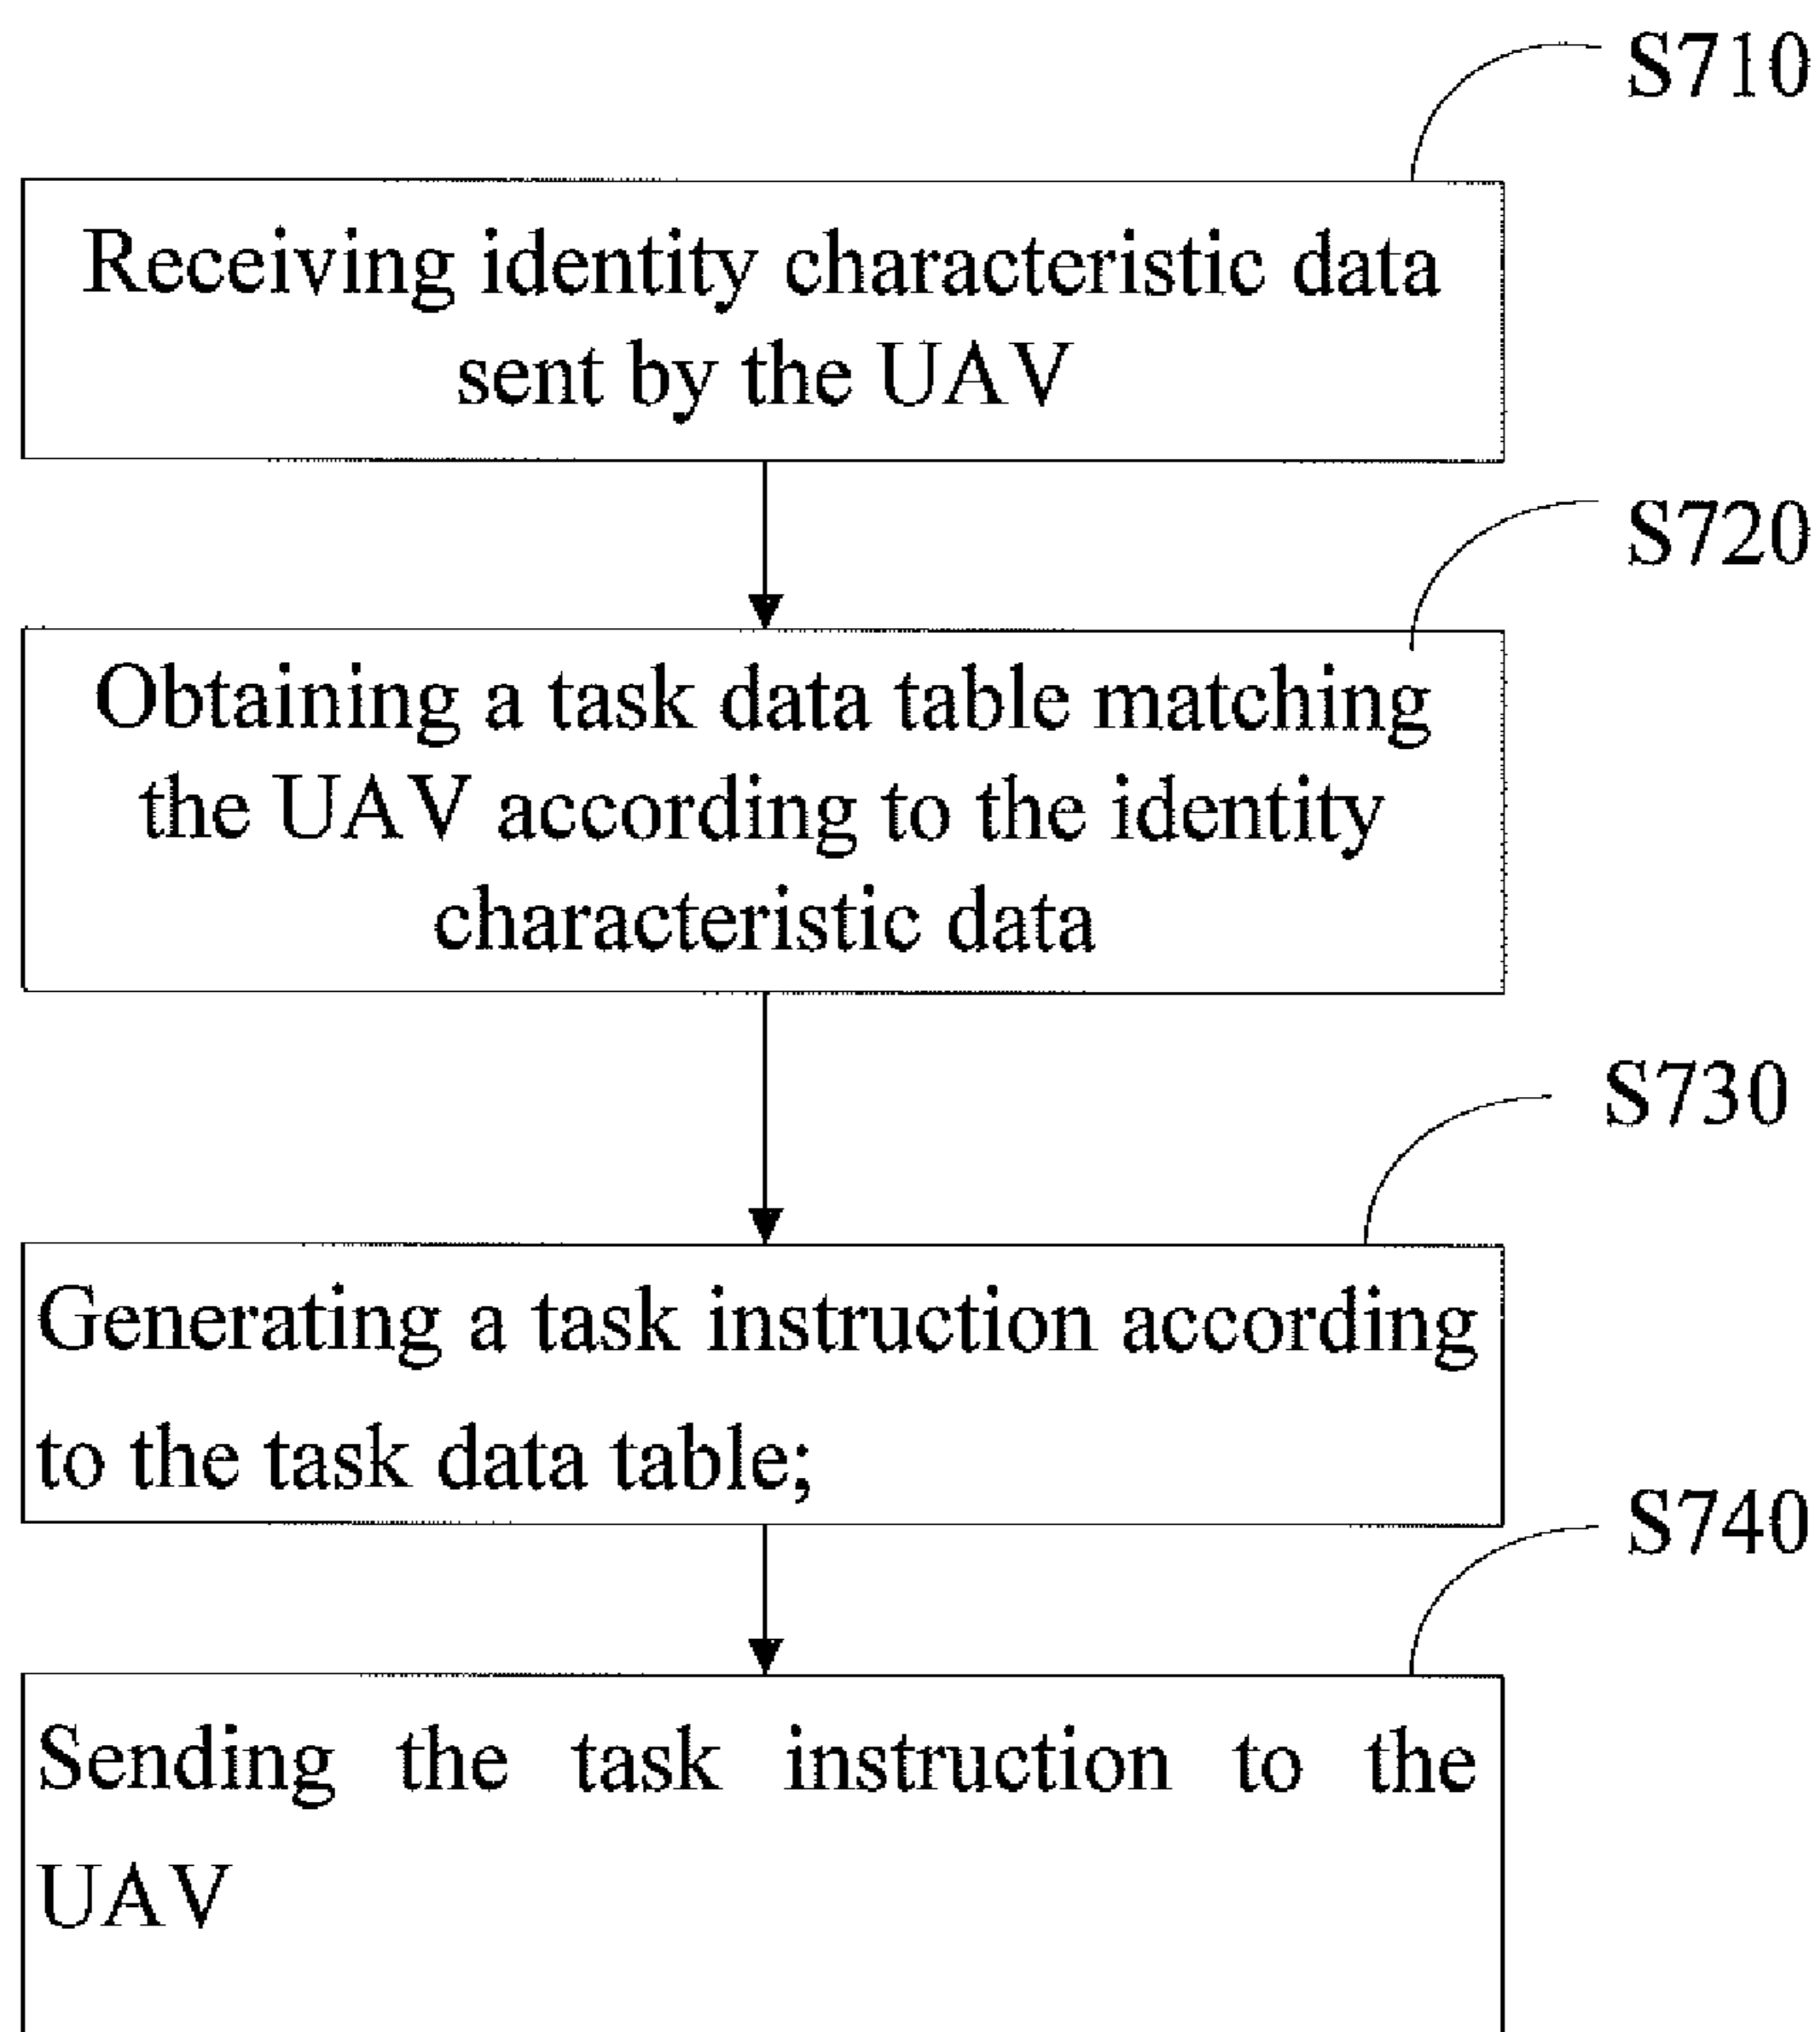 S710
Receiving identity characteristic data
sent by the UAV
S720
Obtaining a task data table matching
the UAV according to the identity
characteristic data
S730
Generating a task instruction according
to the task data table;
S740
Sending the task instruction to the
UAV